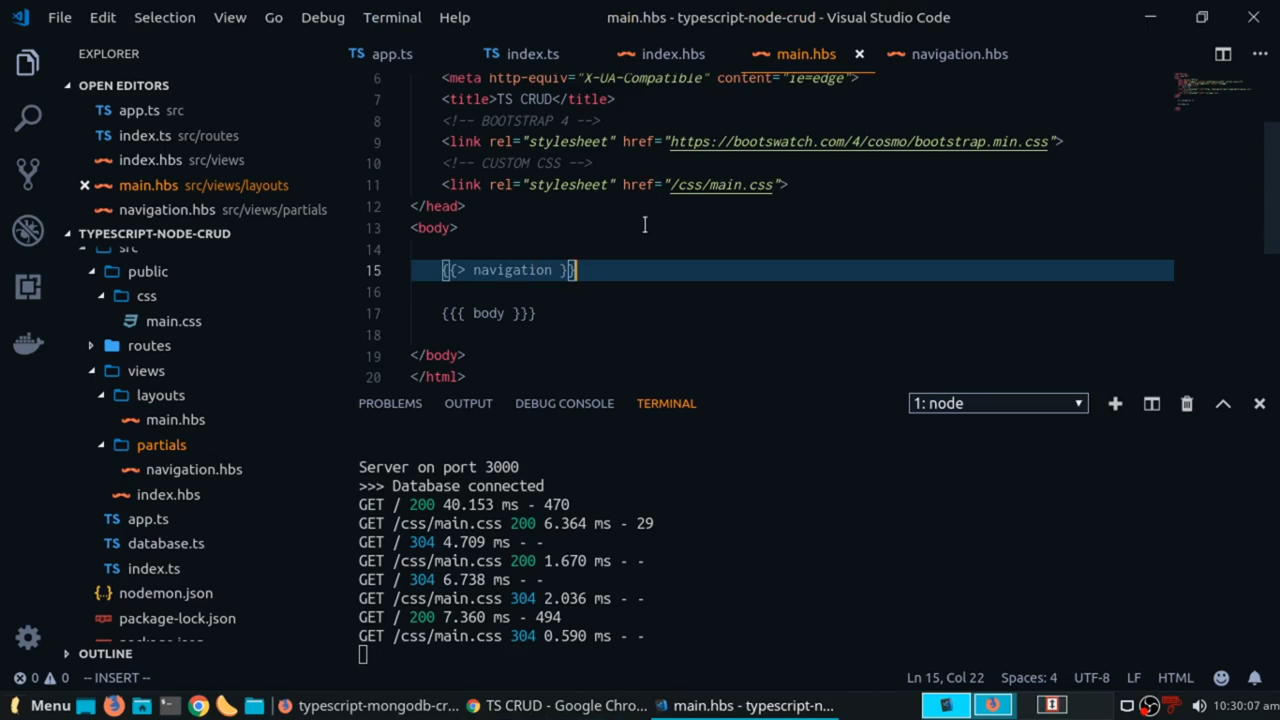 File Edit Selection View Go Debug Terminal Help
main.hbs - typescript-node-crud - Visual Studio Code
EXPLORER
OPEN EDITORS
TS app.ts src
TS index.ts src/routes
index.hbs src/views
main.hbs src/views/layouts
navigation.hbs src/views/partials
TYPESCRIPT-NODE-CRUD
src
public
css
main.css
routes
views
layouts
main.hbs
partials
navigation.hbs
index.hbs
TS app.ts
TS database.ts
TS index.ts
nodemon.json
package-lock.json
OUTLINE
TS app.ts
TS index.ts
index.hbs
main.hbs
navigation.hbs
6 <meta http-equiv="X-UA-Compatible" content="ie=edge">
7 <title>TS CRUD</title>
8 <!-- BOOTSTRAP 4 -->
9 <link rel="stylesheet" href="https://bootswatch.com/4/cosmo/bootstrap.min.css">
10 <!-- CUSTOM CSS -->
11 <link rel="stylesheet" href="/css/main.css">
12 </head>
13 <body>
14
15 {{> navigation }}
16
17 {{{ body }}}
18
19 </body>
20 </html>
PROBLEMS OUTPUT DEBUG CONSOLE TERMINAL
1: node
Server on port 3000
>>> Database connected
GET / 200 40.153 ms - 470
GET /css/main.css 200 6.364 ms - 29
GET / 304 4.709 ms - -
GET /css/main.css 200 1.670 ms - -
GET / 304 6.738 ms - -
GET /css/main.css 304 2.036 ms - -
GET / 200 7.360 ms - 494
GET /css/main.css 304 0.590 ms - -
0 0 -- INSERT --
Ln 15, Col 22 Spaces: 4 UTF-8 LF HTML
Menu
typescript-mongodb-cr...
TS CRUD - Google Chro...
main.hbs - typescript-n...
10:30:07 am